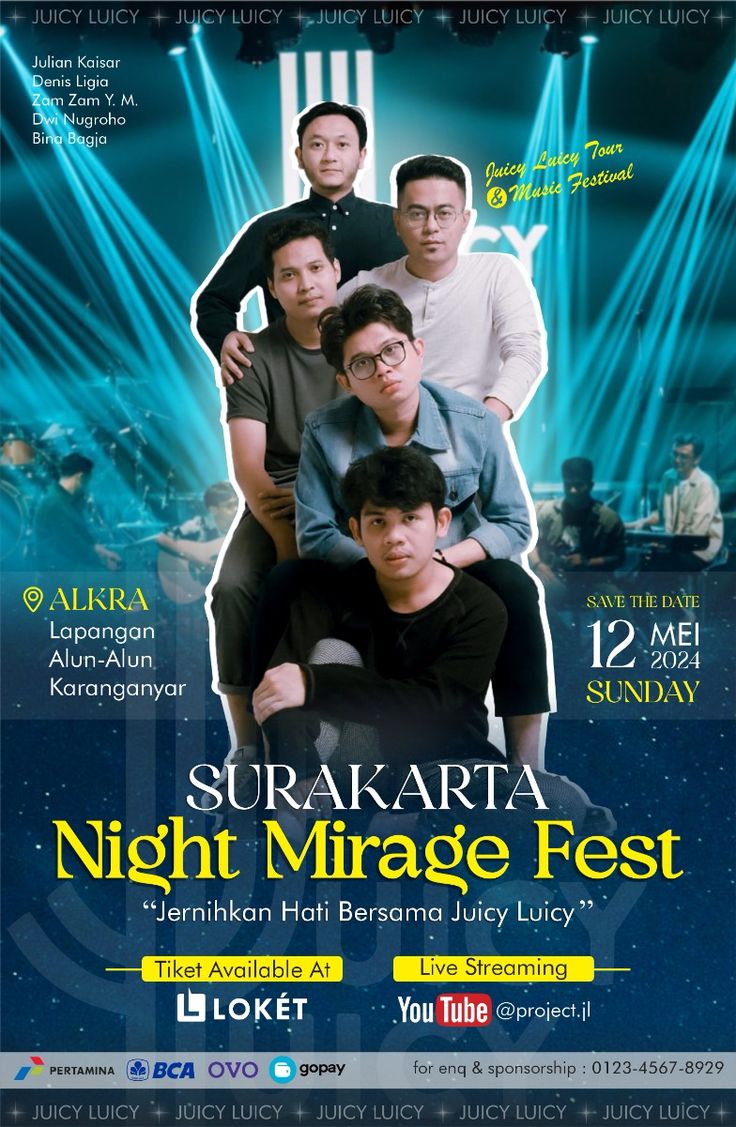 JUICY LUICY JUICY LUICY JUICY LUICY JUICY LUICY JUICY LUICY
Julian Kaisar
Denis Ligia
Zam Zam Y. M.
Dwi Nugroho
Bina Bagja
Juicy Luicy Tour
& Music Festival
ICY
ALKRA
Lapangan
Alun-Alun
Karanganyar
SAVE THE DATE
12 MEI
2024
SUNDAY
SURAKARTA
Night Mirage Fest
“Jernihkan Hati Bersama Juicy Luicy”
JUICY
LUICY
Tiket Available At
LOKÉT
Live Streaming
YouTube @project.jl
PERTAMINA BCA OVO gopay
for enq & sponsorship : 0123-4567-8929
JUICY LUICY JUICY LUICY JUICY LUICY JUICY LUICY JUICY LUICY